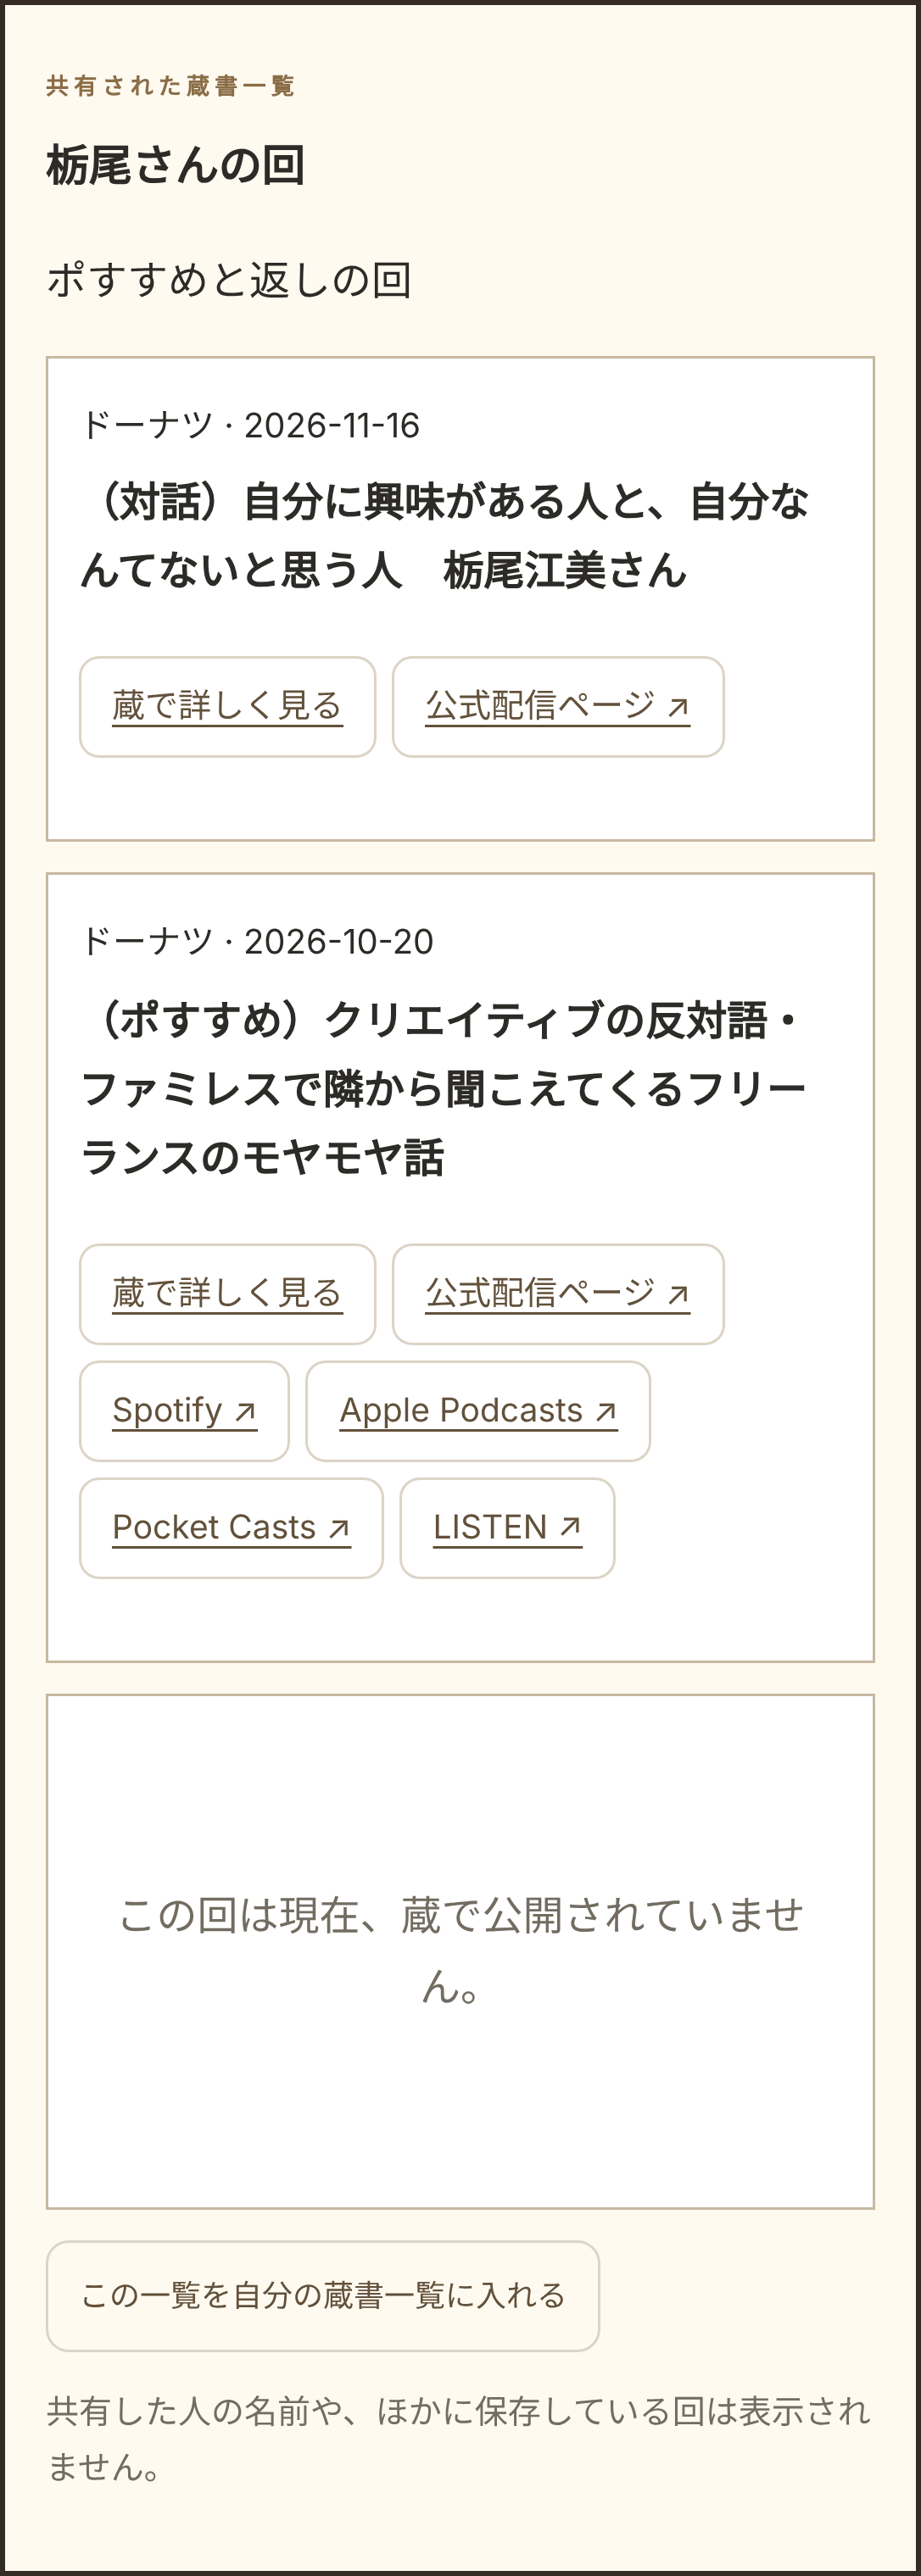 共有された蔵書一覧
栃尾さんの回
ポすすめと返しの回
ドーナツ · 2026-11-16
（対話）自分に興味がある人と、自分な
んてないと思う人　栃尾江美さん
蔵で詳しく見る
公式配信ページ ↗
ドーナツ · 2026-10-20
（ポすすめ）クリエイティブの反対語・
ファミレスで隣から聞こえてくるフリー
ランスのモヤモヤ話
蔵で詳しく見る
公式配信ページ ↗
Spotify ↗
Apple Podcasts ↗
Pocket Casts ↗
LISTEN ↗
この回は現在、蔵で公開されていませ
ん。
この一覧を自分の蔵書一覧に入れる
共有した人の名前や、ほかに保存している回は表示され
ません。